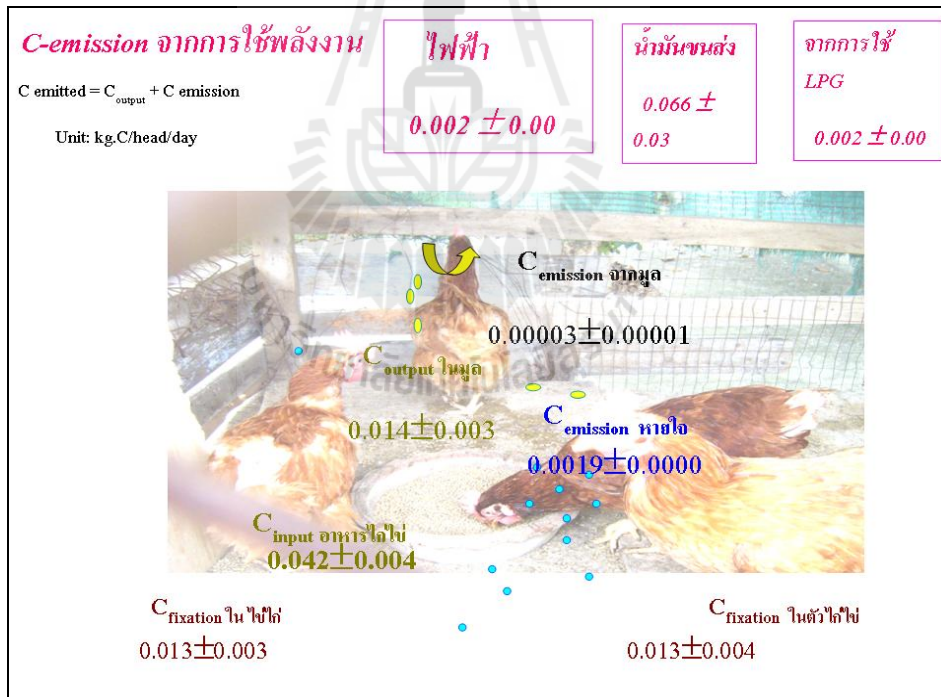 C-emission จากการใช้พลังงาน
C emitted = C output + C emission
Unit: kg.C/head/day
ไฟฟ้า
0.002 ±0.00
น้ำมันขนส่ง
0.066 ±
0.03
จากการใช้
LPG
0.002 ±0.00
C emission จากมูล
0.00003±0.00001
C output ในมูล
0.014±0.003
C emission หายใจ
0.0019±0.0000
C input อาหารไก่ไข่
0.042±0.004
C fixation ใน ไข่ไก่
0.013±0.003
C fixation ในตัวไก่ไข่
0.013±0.004